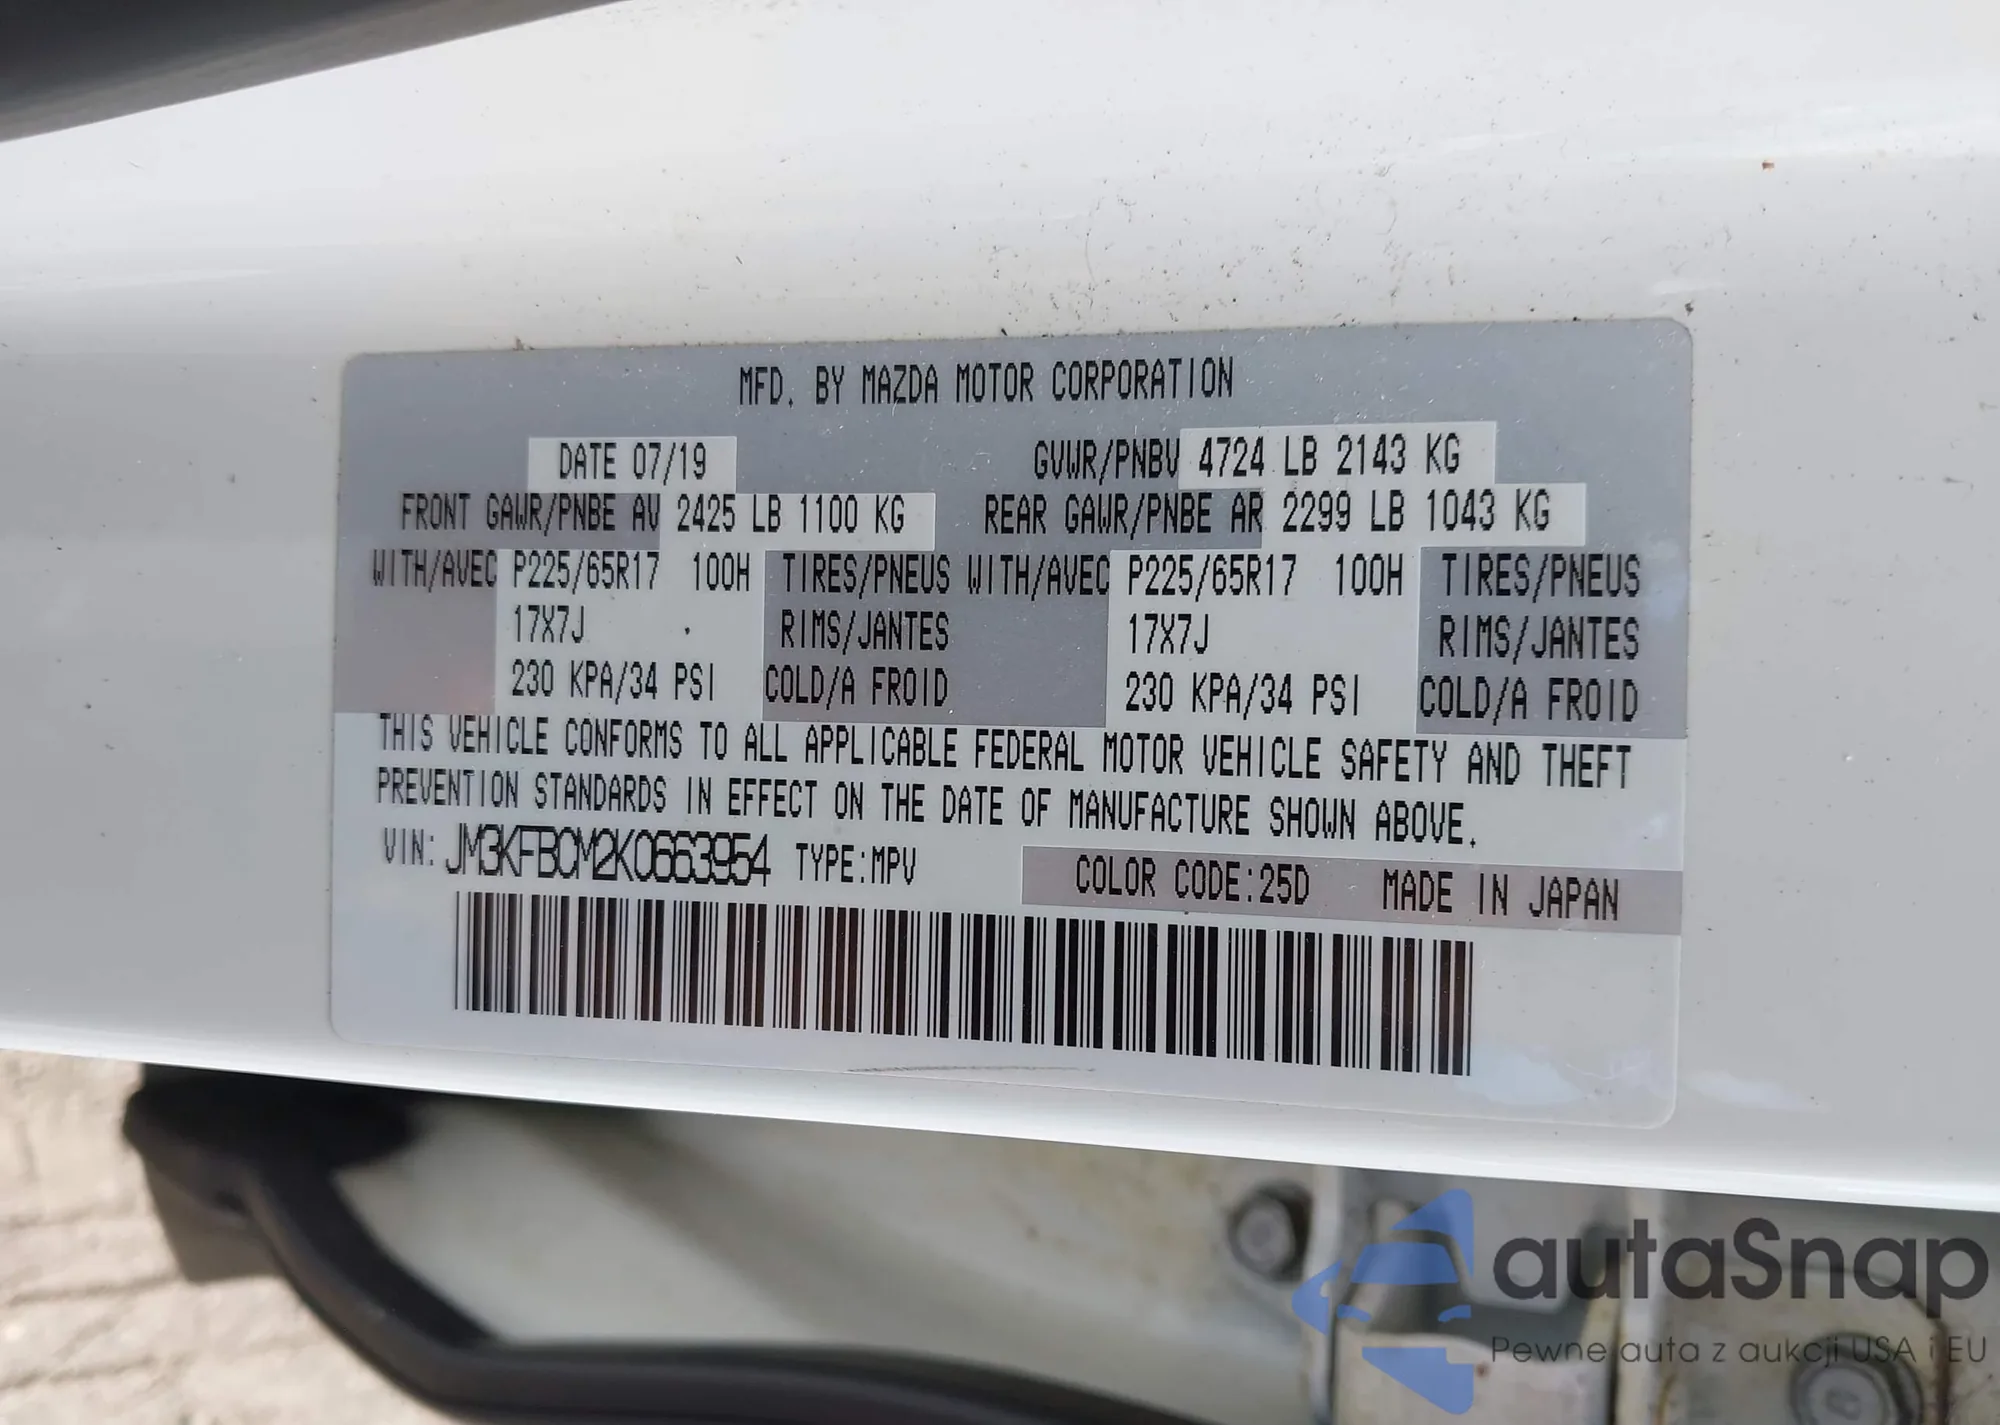 MFD. BY MAZDA MOTOR CORPORATION
DATE 07/19 GVWR/PNBV 4724 LB 2143 KG
FRONT GAWR/PNBE AV 2425 LB 1100 KG REAR GAWR/PNBE AR 2299 LB 1043 KG
WITH/AVEC P225/65R17 100H TIRES/PNEUS WITH/AVEC P225/65R17 100H TIRES/PNEUS
17X7J RIMS/JANTES 17X7J RIMS/JANTES
230 KPA/34 PSI COLD/A FROID 230 KPA/34 PSI COLD/A FROID
THIS VEHICLE CONFORMS TO ALL APPLICABLE FEDERAL MOTOR VEHICLE SAFETY AND THEFT
PREVENTION STANDARDS IN EFFECT ON THE DATE OF MANUFACTURE SHOWN ABOVE.
VIN: JM3KFBCM2K0663954 TYPE:MPV COLOR CODE:25D MADE IN JAPAN
autaSnap
Pewne auta z aukcji USA i EU